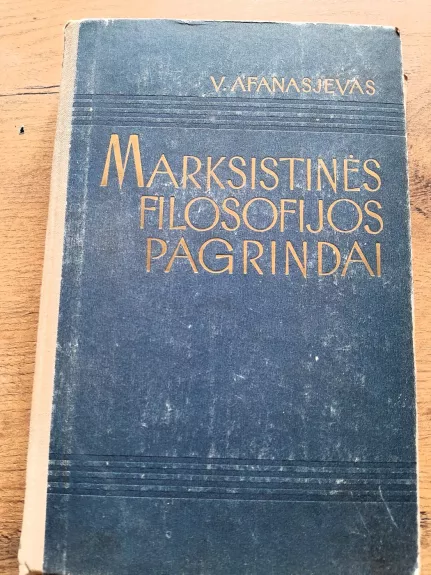 V. AFANASJEVAS
MARKSISTINĖS
FILOSOFIJOS
PAGRINDAI